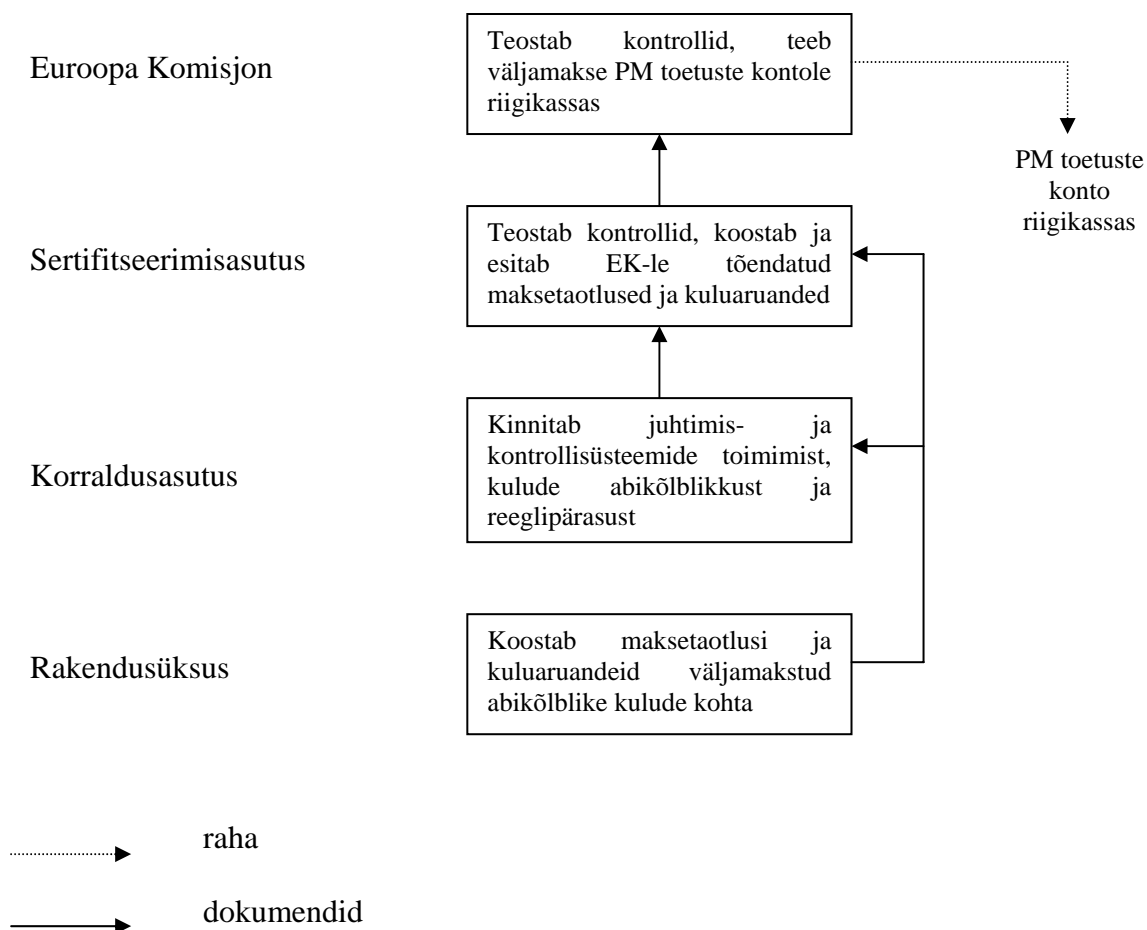 Euroopa Komisjon
Teostab kontrollid, teeb
väljamakse PM toetuste kontole
riigikassas
PM toetuste
konto
riigikassas
Sertifitseerimisasutus
Teostab kontrollid, koostab ja
esitab EK-le tõendatud
maksetaotlused ja kuluaruanded
Korraldusasutus
Kinnitab juhtimis- ja
kontrollisüsteemide toimimist,
kulude abikõlblikkust ja
reeglipärasust
Rakendusüksus
Koostab maksetaotlusi ja
kuluaruandeid väljamakstud
abikõlblike kulude kohta
raha
dokumendid